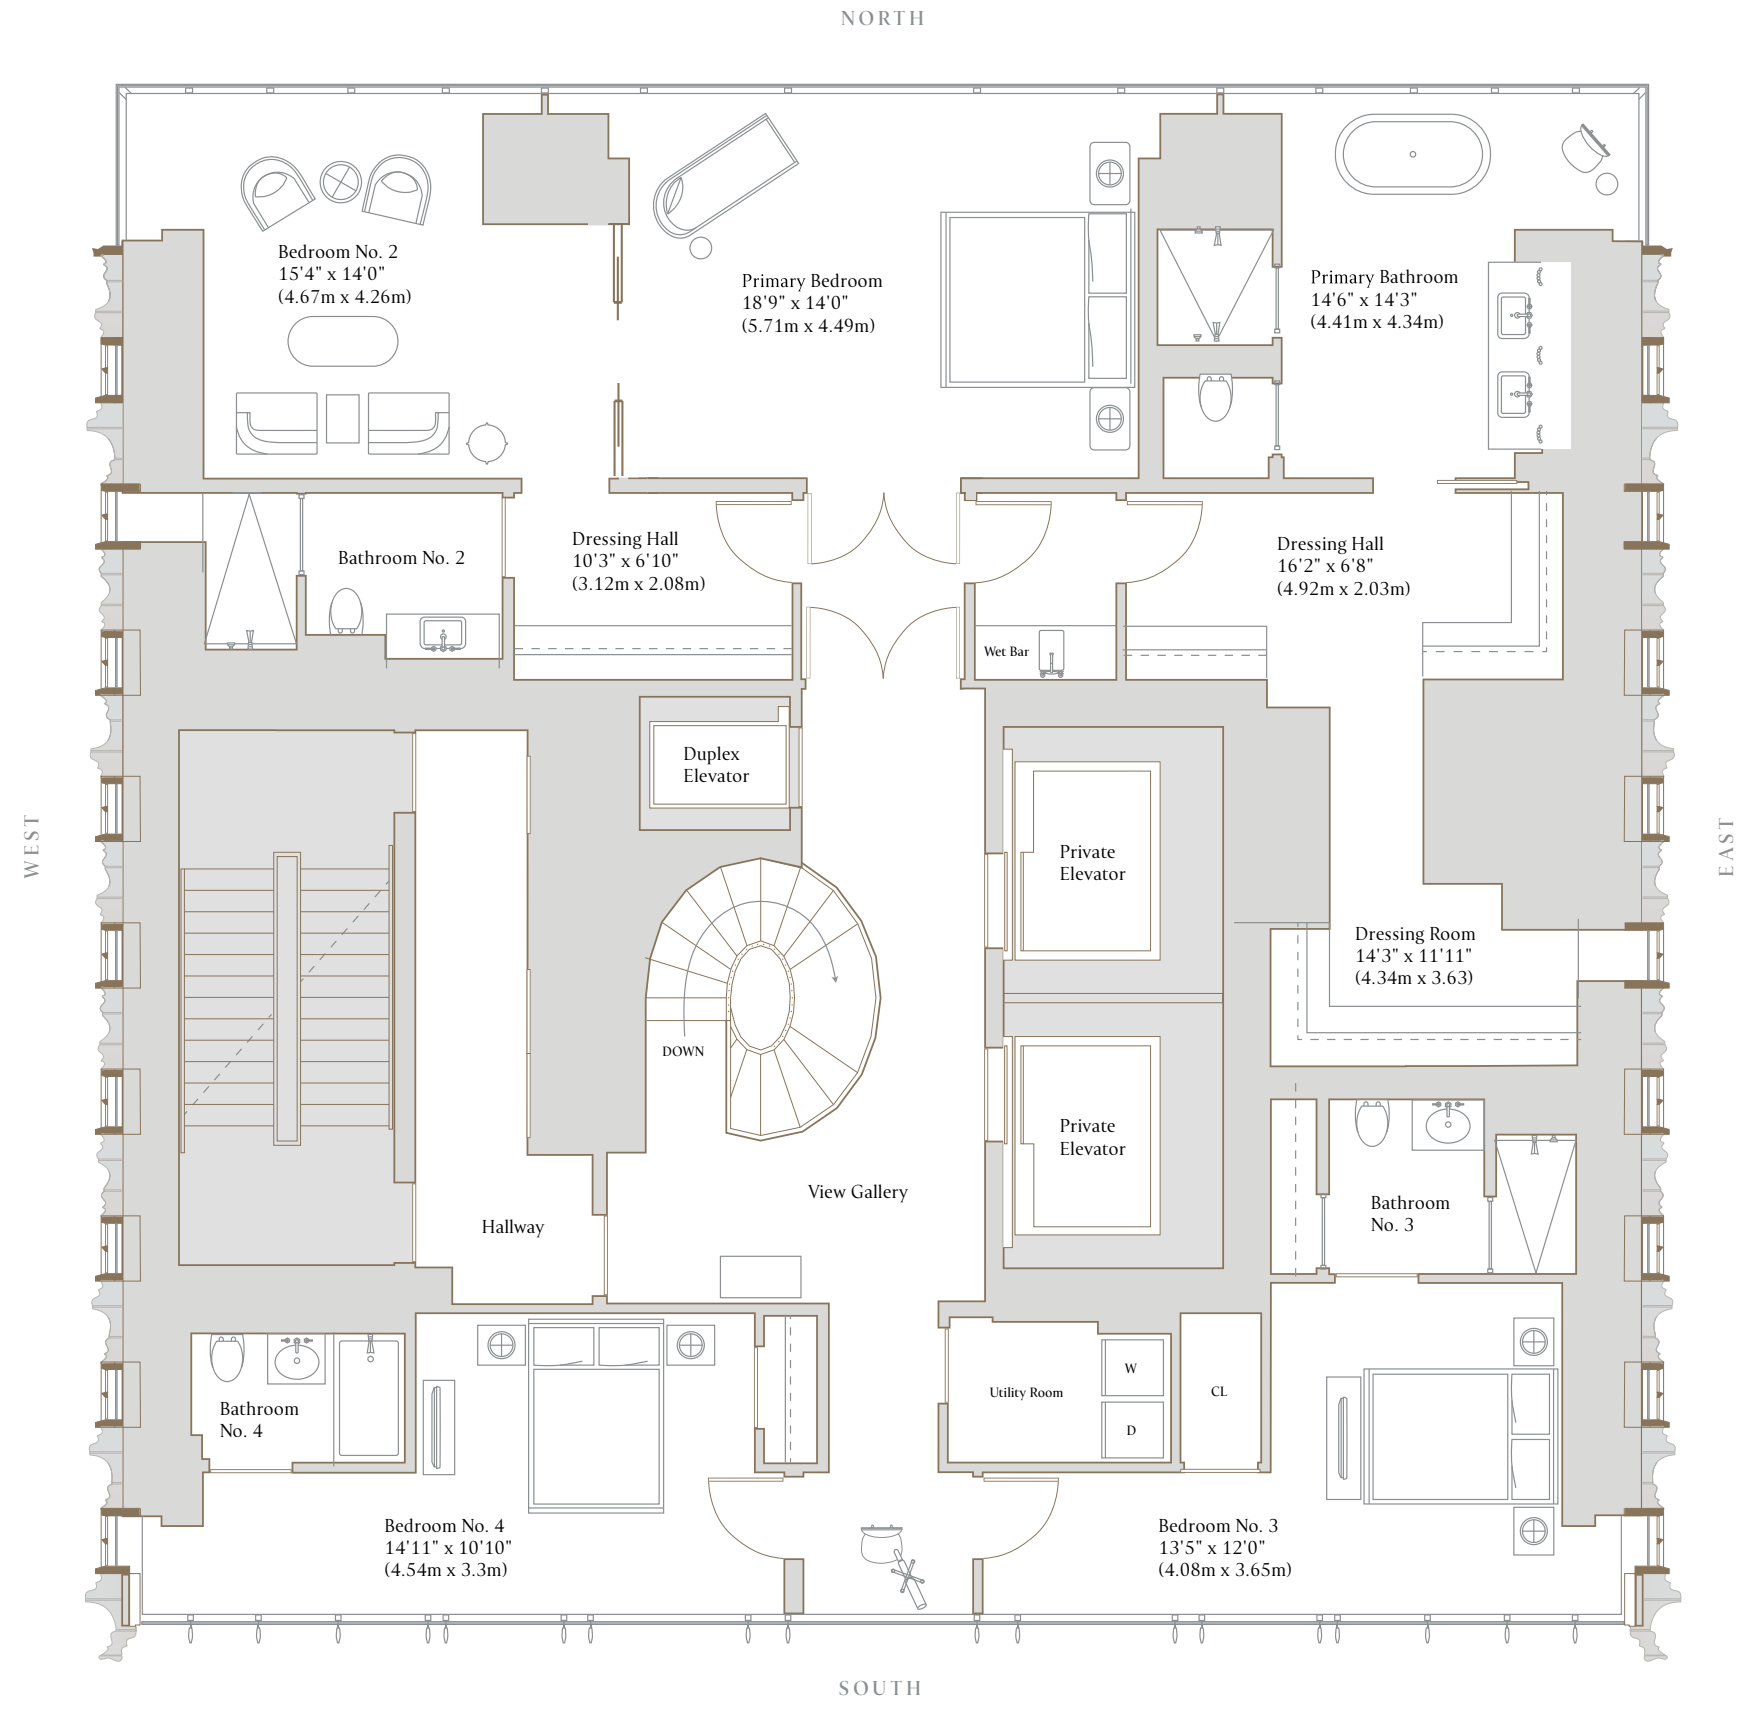 NORTH
Bedroom No. 2
15'4" x 14'0"
(4.67m x 4.26m)
Primary Bedroom
18'9" x 14'0"
(5.71m x 4.49m)
Primary Bathroom
14'6" x 14'3"
(4.41m x 4.34m)
Bathroom No. 2
Dressing Hall
10'3" x 6'10"
(3.12m x 2.08m)
Dressing Hall
16'2" x 6'8"
(4.92m x 2.03m)
Wet Bar
Duplex
Elevator
WEST
EAST
Private
Elevator
Dressing Room
14'3" x 11'11"
(4.34m x 3.63)
DOWN
Private
Elevator
View Gallery
Hallway
Bathroom
No. 3
Bathroom
No. 4
Utility Room
W
D
CL
Bedroom No. 4
14'11" x 10'10"
(4.54m x 3.3m)
Bedroom No. 3
13'5" x 12'0"
(4.08m x 3.65m)
SOUTH